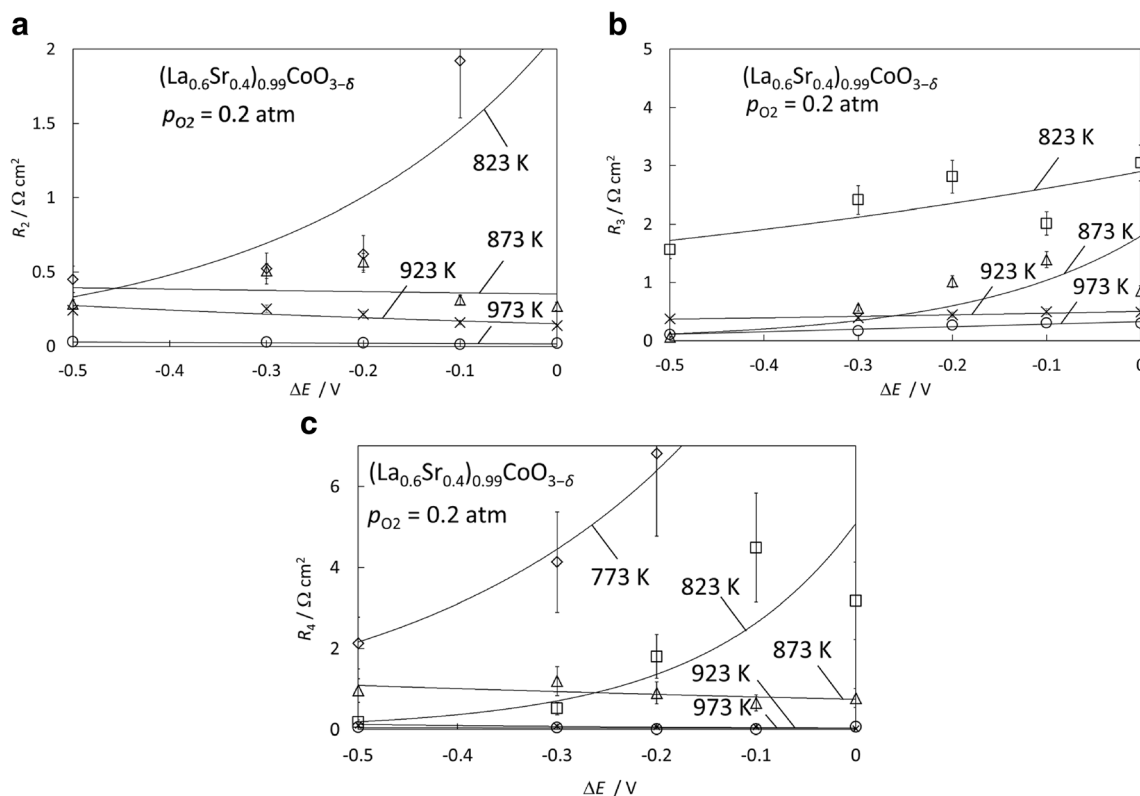 a
2
1.5
1
0.5
0
R₂ / Ω cm²
(La₀.₆Sr₀.₄)₀.₉₉CoO₃₋δ
pO2 = 0.2 atm
823 K
873 K
923 K
973 K
-0.5 -0.4 -0.3 -0.2 -0.1 0
ΔE / V
b
5
4
3
2
1
0
R₃ / Ω cm²
(La₀.₆Sr₀.₄)₀.₉₉CoO₃₋δ
pO2 = 0.2 atm
823 K
873 K
923 K
973 K
-0.5 -0.4 -0.3 -0.2 -0.1 0
ΔE / V
c
6
4
2
0
R₄ / Ω cm²
(La₀.₆Sr₀.₄)₀.₉₉CoO₃₋δ
pO2 = 0.2 atm
773 K
823 K
873 K
923 K
973 K
-0.5 -0.4 -0.3 -0.2 -0.1 0
ΔE / V